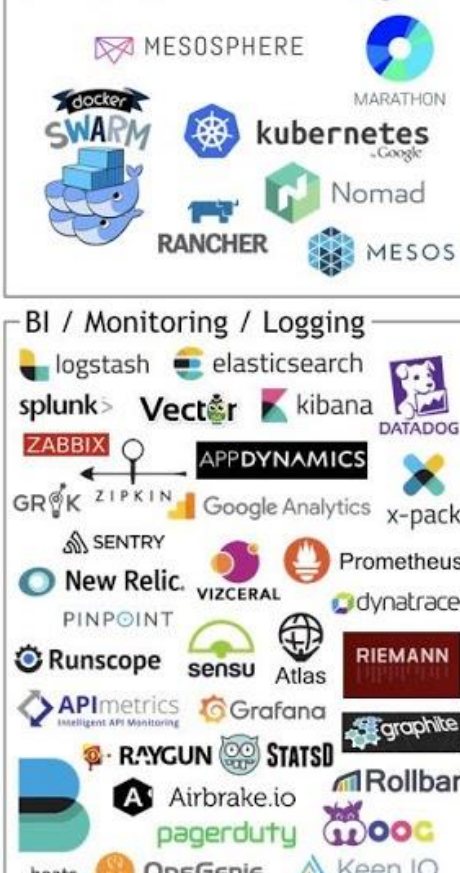 MESOSPHERE
MARATHON
docker
SWARM
kubernetes
by Google
Nomad
RANCHER
MESOS
BI / Monitoring / Logging
logstash
elasticsearch
DATADOG
splunk>
Vector
kibana
ZABBIX
APPDYNAMICS
x-pack
GROK
ZIPKIN
Google Analytics
SENTRY
Prometheus
New Relic.
VIZCERAL
dynatrace
PINPOINT
Runscope
sensu
Atlas
RIEMANN
APImetrics
Intelligent API Monitoring
Grafana
graphite
RAYGUN
STATSD
Rollbar
Airbrake.io
pagerduty
moog
beats
OpsGenie
Keen IO